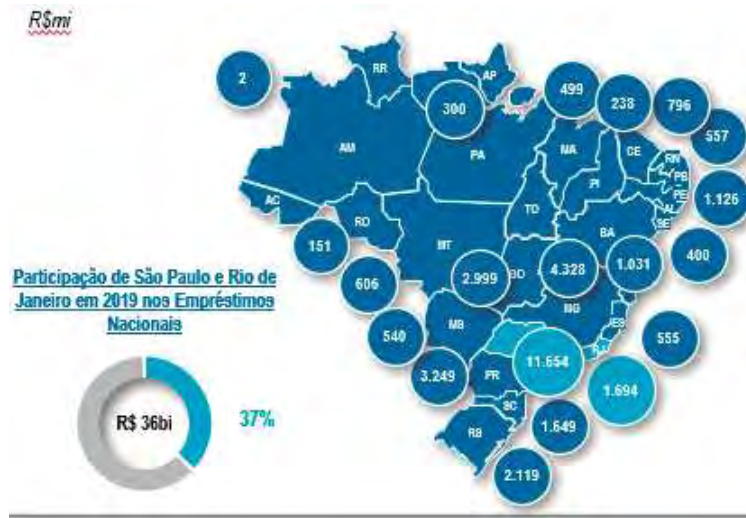 R$mi
2
RR
AP
300
499
238
796
557
AM
PA
MA
CE
RN
PB
PE
PI
AL
SE
1.126
AC
RO
TO
BA
151
MT
606
2.999
GO
4.328
1.031
400
Participação de São Paulo e Rio de
Janeiro em 2019 nos Empréstimos
Nacionais
MG
ES
540
MS
RJ
555
3.249
PR
11.654
1.694
R$ 36bi
37%
SC
RS
1.649
2.119